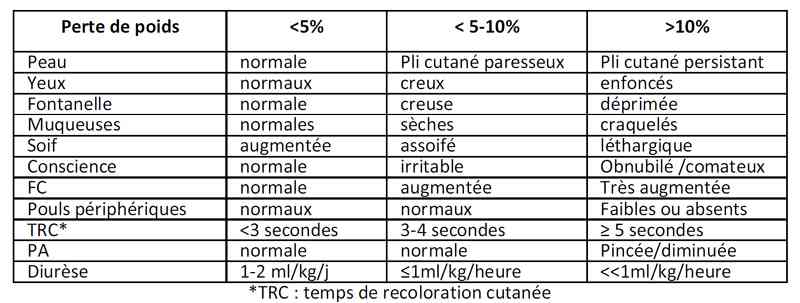 Perte de poids <5% < 5-10% >10%
Peau normale Pli cutané paresseux Pli cutané persistant
Yeux normaux creux enfoncés
Fontanelle normale creuse déprimée
Muqueuses normales sèches craquelés
Soif augmentée assoifé léthargique
Conscience normale irritable Obnubilé /comateux
FC normale augmentée Très augmentée
Pouls périphériques normaux normaux Faibles ou absents
TRC* <3 secondes 3-4 secondes ≥ 5 secondes
PA normale normale Pincée/diminuée
Diurèse 1-2 ml/kg/j ≤1ml/kg/heure <<1ml/kg/heure
*TRC : temps de recoloration cutanée